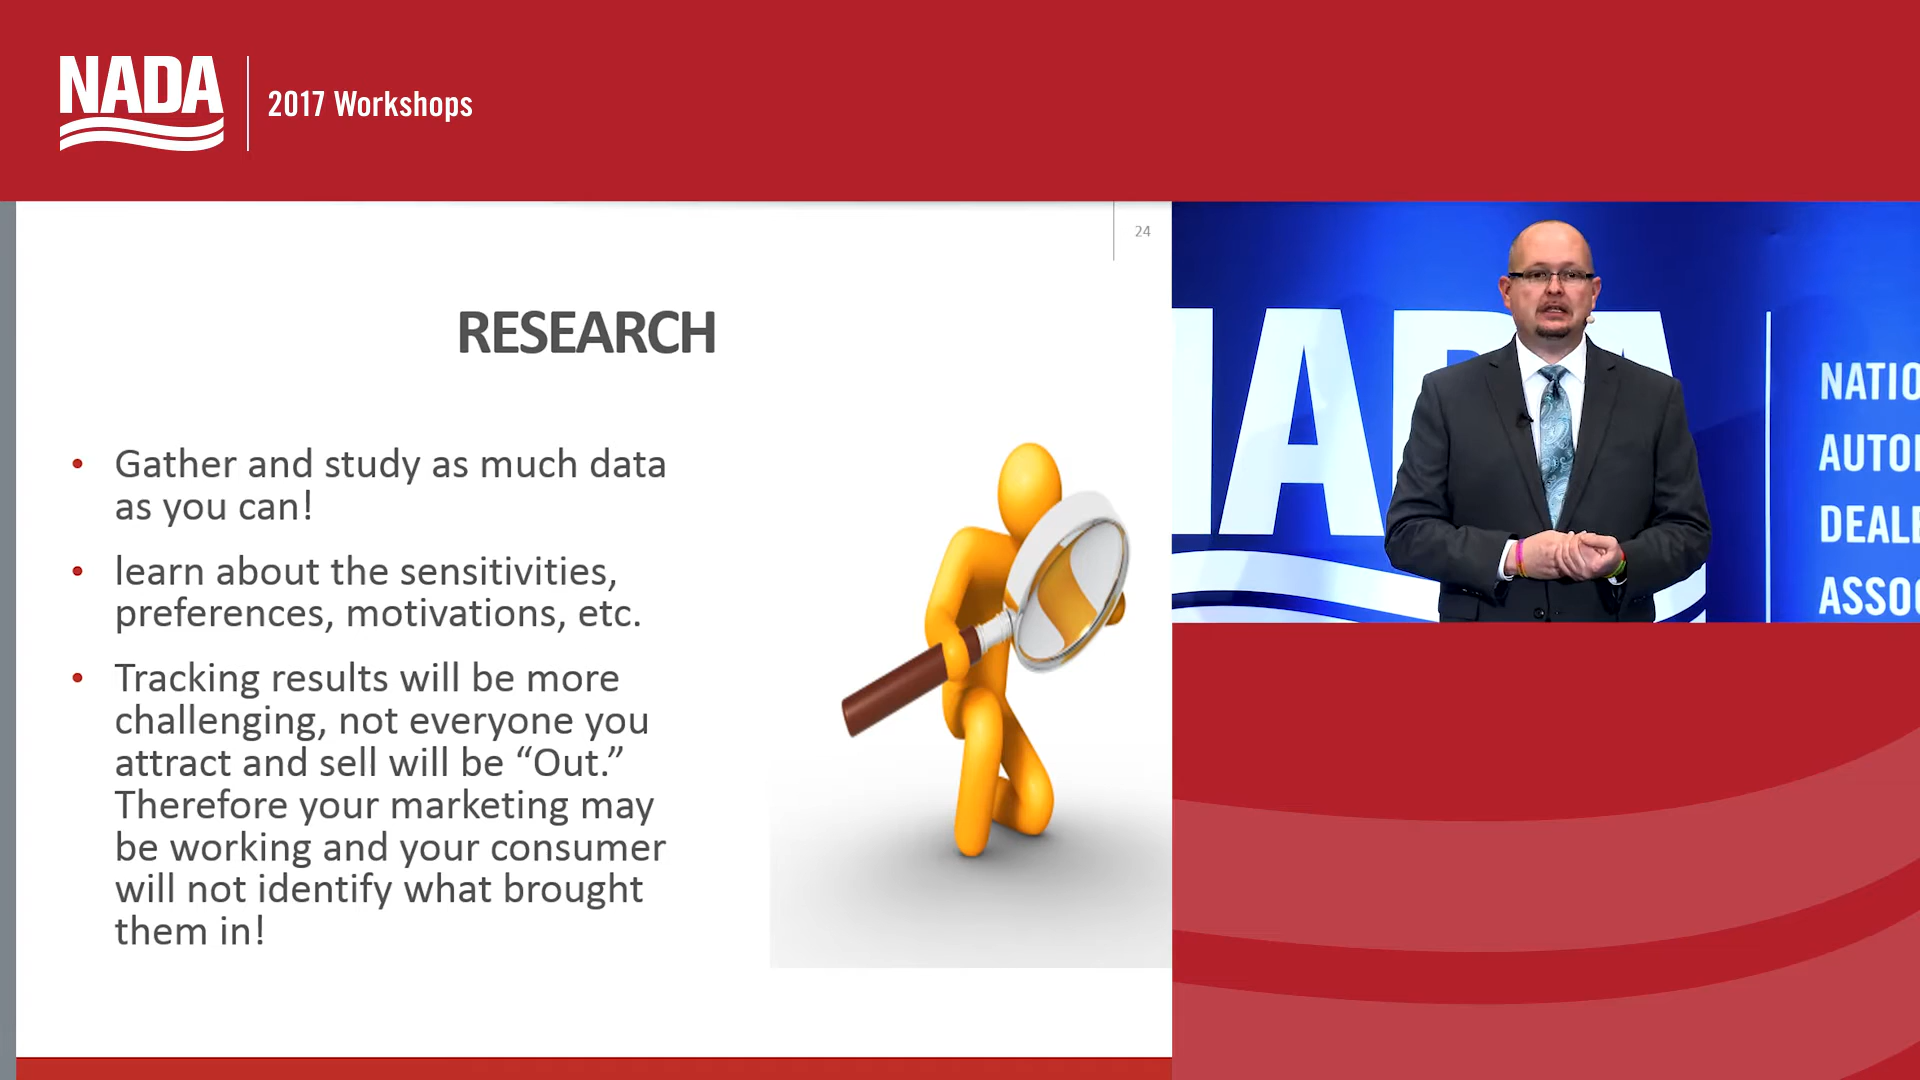 NADA
2017 Workshops
24
RESEARCH
• Gather and study as much data
as you can!
• learn about the sensitivities,
preferences, motivations, etc.
• Tracking results will be more
challenging, not everyone you
attract and sell will be “Out.”
Therefore your marketing may
be working and your consumer
will not identify what brought
them in!
NATIO
AUTO
DEALE
ASSOC